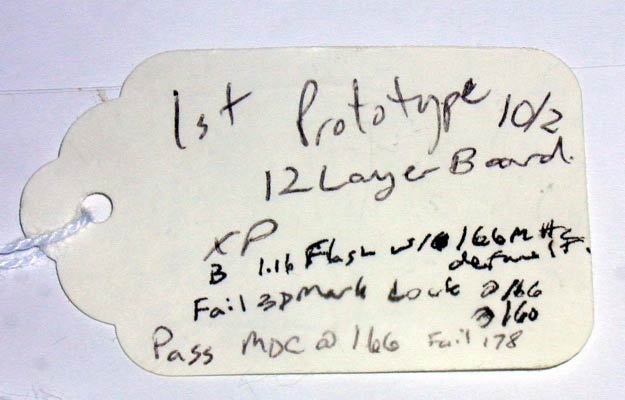 1st Prototype 10/2
12 Layer Board.
XP
B 1.16 Flash w/ 166MHz
default.
Fail 3DMark Look @166
@160
Pass MDC @ 166 Fail 178